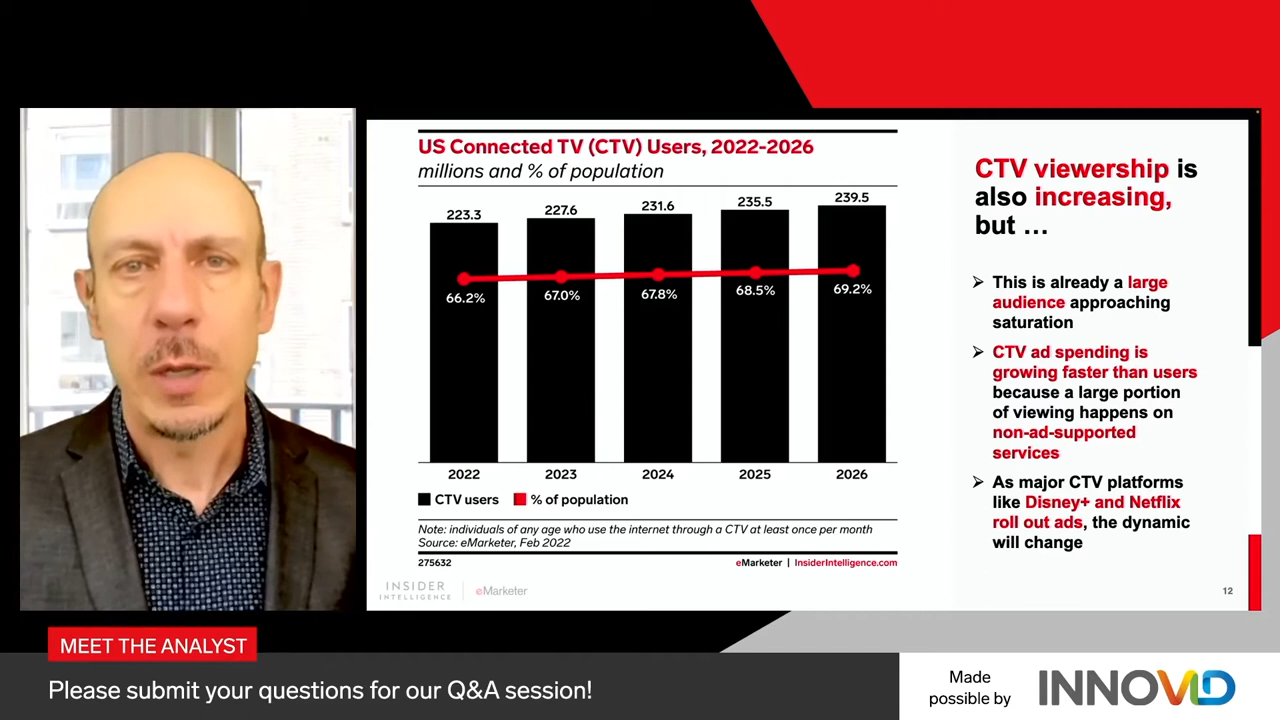 US Connected TV (CTV) Users, 2022-2026
millions and % of population
223.3
227.6
231.6
235.5
239.5
66.2%
67.0%
67.8%
68.5%
69.2%
2022
2023
2024
2025
2026
CTV users
% of population
Note: individuals of any age who use the internet through a CTV at least once per month
Source: eMarketer, Feb 2022
275632
eMarketer | InsiderIntelligence.com
INSIDER
INTELLIGENCE
eMarketer
CTV viewership is
also increasing,
but …
➢ This is already a large
audience approaching
saturation
➢ CTV ad spending is
growing faster than users
because a large portion
of viewing happens on
non-ad-supported
services
➢ As major CTV platforms
like Disney+ and Netflix
roll out ads, the dynamic
will change
12
MEET THE ANALYST
Please submit your questions for our Q&A session!
Made
possible by
INNOVID